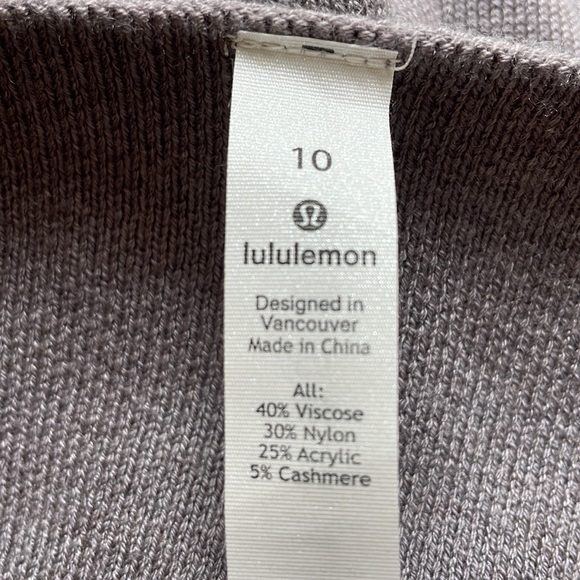 10
lululemon
Designed in
Vancouver
Made in China
All:
40% Viscose
30% Nylon
25% Acrylic
5% Cashmere